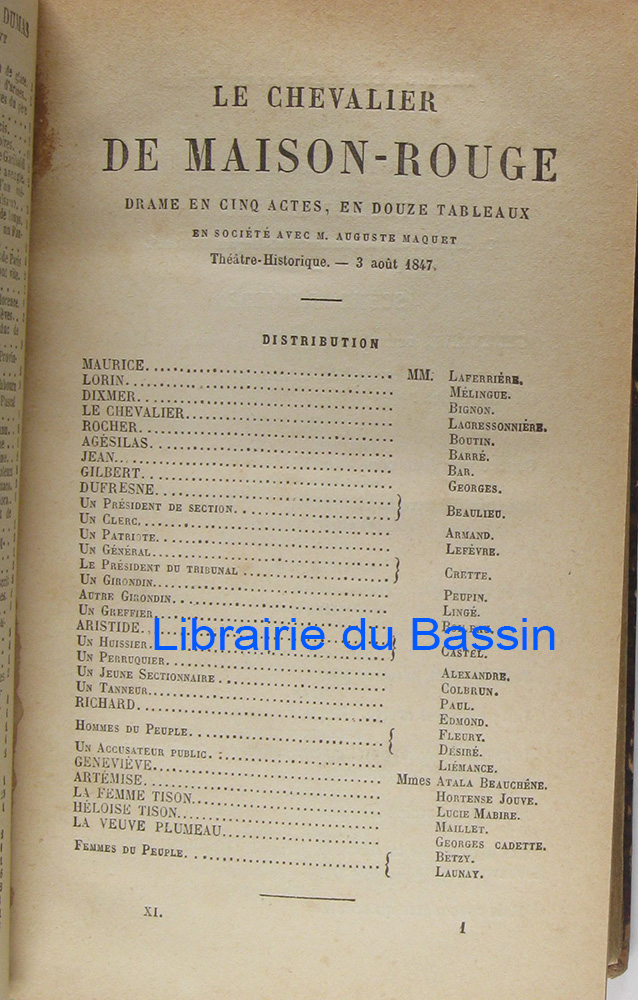 DUMAS
LE CHEVALIER
DE MAISON-ROUGE
DRAME EN CINQ ACTES, EN DOUZE TABLEAUX
EN SOCIÉTÉ AVEC M. AUGUSTE MAQUET
Théâtre-Historique. — 3 août 1847.
DISTRIBUTION
MAURICE. MM. LAFERRIÈRE.
LORIN. MÉLINGUE.
DIXMER. BIGNON.
LE CHEVALIER. LACRESSONNIÈRE.
ROCHER. BOUTIN.
AGÉSILAS. BARRÉ.
JEAN. BAR.
GILBERT. GEORGES.
DUFRESNE.
UN PRÉSIDENT DE SECTION. } BEAULIEU.
UN CLERC. ARMAND.
UN PATRIOTE. LEFÈVRE.
UN GÉNÉRAL.
LE PRÉSIDENT DU TRIBUNAL } CRETTE.
UN GIRONDIN. PEUPIN.
AUTRE GIRONDIN. LINGÉ.
UN GREFFIER
ARISTIDE.
Librairie du Bassin
UN HUISSIER. } CASTEL.
UN PERRUQUIER. ALEXANDRE.
UN JEUNE SECTIONNAIRE. COLBRUN.
UN TANNEUR. PAUL.
RICHARD. EDMOND.
HOMMES DU PEUPLE. { FLEURY.
DÉSIRÉ.
UN ACCUSATEUR PUBLIC. LIÉMANCE.
GENEVIÈVE. Mmes ATALA BEAUCHÊNE.
ARTÉMISE. HORTENSE JOUVE.
LA FEMME TISON. LUCIE MABIRE.
HÉLOISE TISON. MAILLET.
LA VEUVE PLUMEAU. GEORGES CADETTE.
FEMMES DU PEUPLE. { BETZY.
LAUNAY.
XI. 1